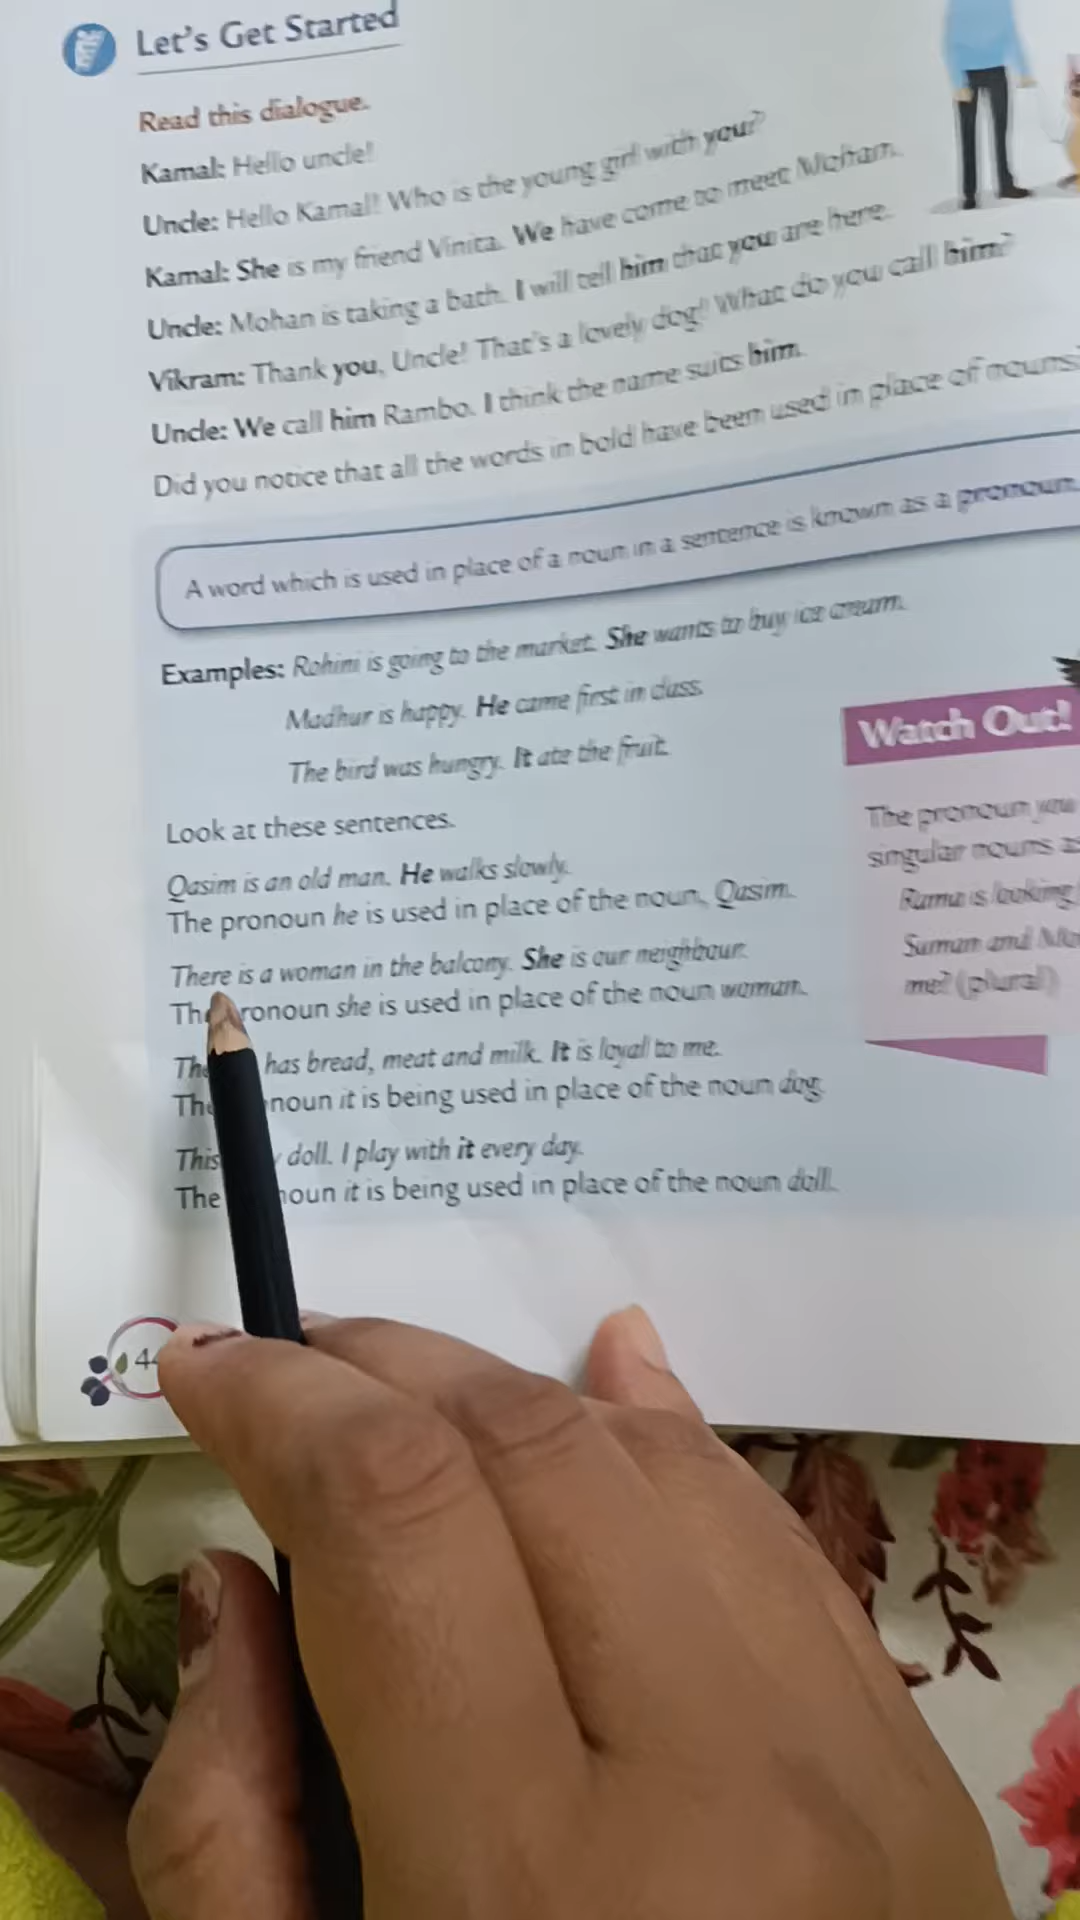 Let's Get Started
Read this dialogue.
Kamal: Hello uncle!
Uncle: Hello Kamal! Who is the young girl with you?
Kamal: She is my friend Vinita. We have come to meet Mohan.
Uncle: Mohan is taking a bath. I will tell him that you are here.
Vikram: Thank you, Uncle! That's a lovely dog! What do you call him?
Uncle: We call him Rambo. I think the name suits him.
Did you notice that all the words in bold have been used in place of nouns?
A word which is used in place of a noun in a sentence is known as a pronoun.
Examples: Rohini is going to the market. She wants to buy ice cream.
Madhur is happy. He came first in class.
The bird was hungry. It ate the fruit.
Look at these sentences.
Qasim is an old man. He walks slowly.
The pronoun he is used in place of the noun, Qasim.
There is a woman in the balcony. She is our neighbour.
The pronoun she is used in place of the noun woman.
has bread, meat and milk. It is loyal to me.
The noun it is being used in place of the noun dog.
This doll. I play with it every day.
The noun it is being used in place of the noun doll.
Watch Out!
The pronoun you
singular nouns as
Rama is looking
Suman and
me? (plural)